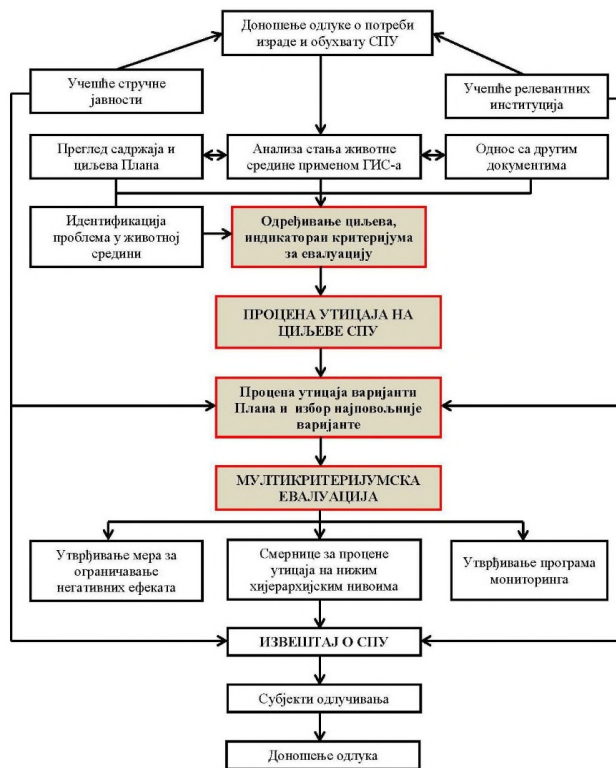 Доношење одлуке о потреби
израде и обухвату СПУ
Учешће стручне
јавности
Учешће релевантних
институција
Преглед садржаја и
циљева Плана
Анализа стања животне
средине применом ГИС-а
Однос са другим
документима
Идентификација
проблема у животној
средини
Одређивање циљева,
индикатораи критеријума
за евалуацију
ПРОЦЕНА УТИЦАЈА НА
ЦИЉЕВЕ СПУ
Процена утицаја варијанти
Плана и избор најповољније
варијанте
МУЛТИКРИТЕРИЈУМСКА
ЕВАЛУАЦИЈА
Утврђивање мера за
ограничавање
негативних ефеката
Смернице за процене
утицаја на нижим
хијерархијским нивоима
Утврђивање програма
мониторинга
ИЗВЕШТАЈ О СПУ
Субјекти одлучивања
Доношење одлука